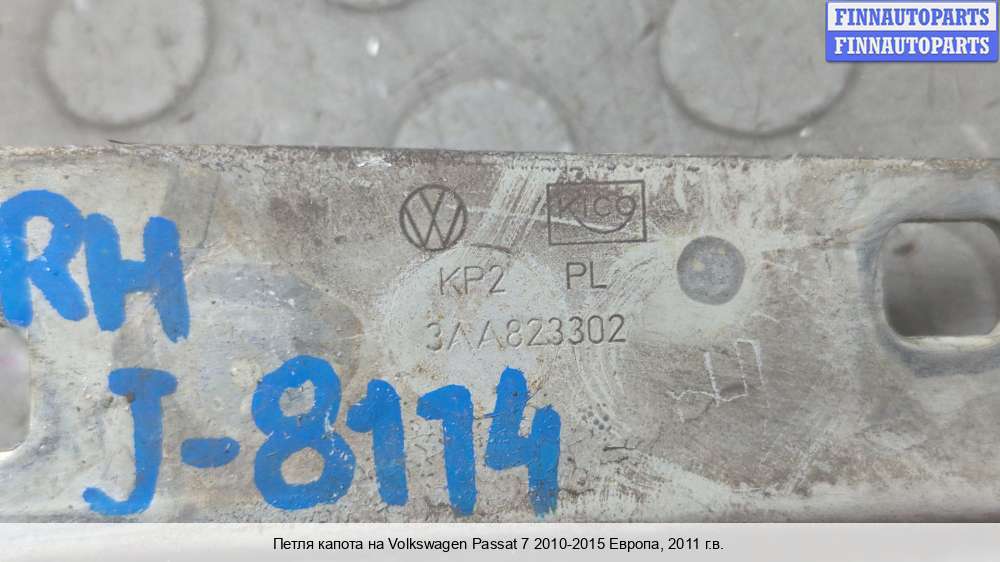 FINNAUTOPARTS
FINNAUTOPARTS
VW
Kico
KP2 PL
3AA823302
RH
J-8114
Петля капота на Volkswagen Passat 7 2010-2015 Европа, 2011 г.в.